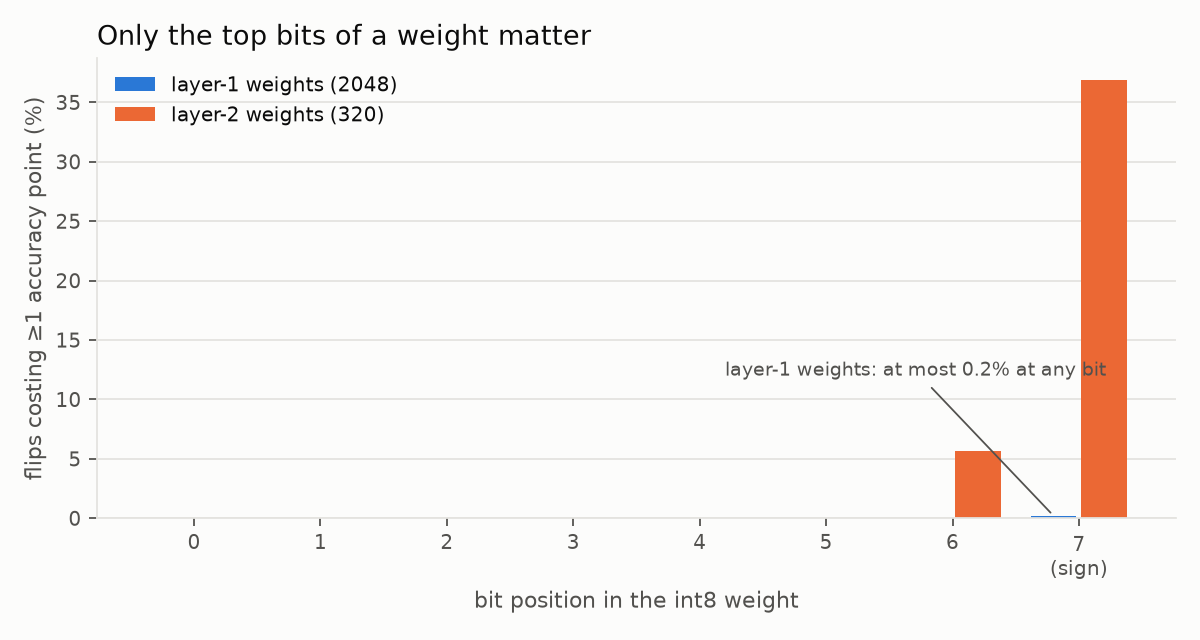 Only the top bits of a weight matter
layer-1 weights (2048)
layer-2 weights (320)
flips costing ≥1 accuracy point (%)
35
30
25
20
15
10
5
0
layer-1 weights: at most 0.2% at any bit
0 1 2 3 4 5 6 7
(sign)
bit position in the int8 weight